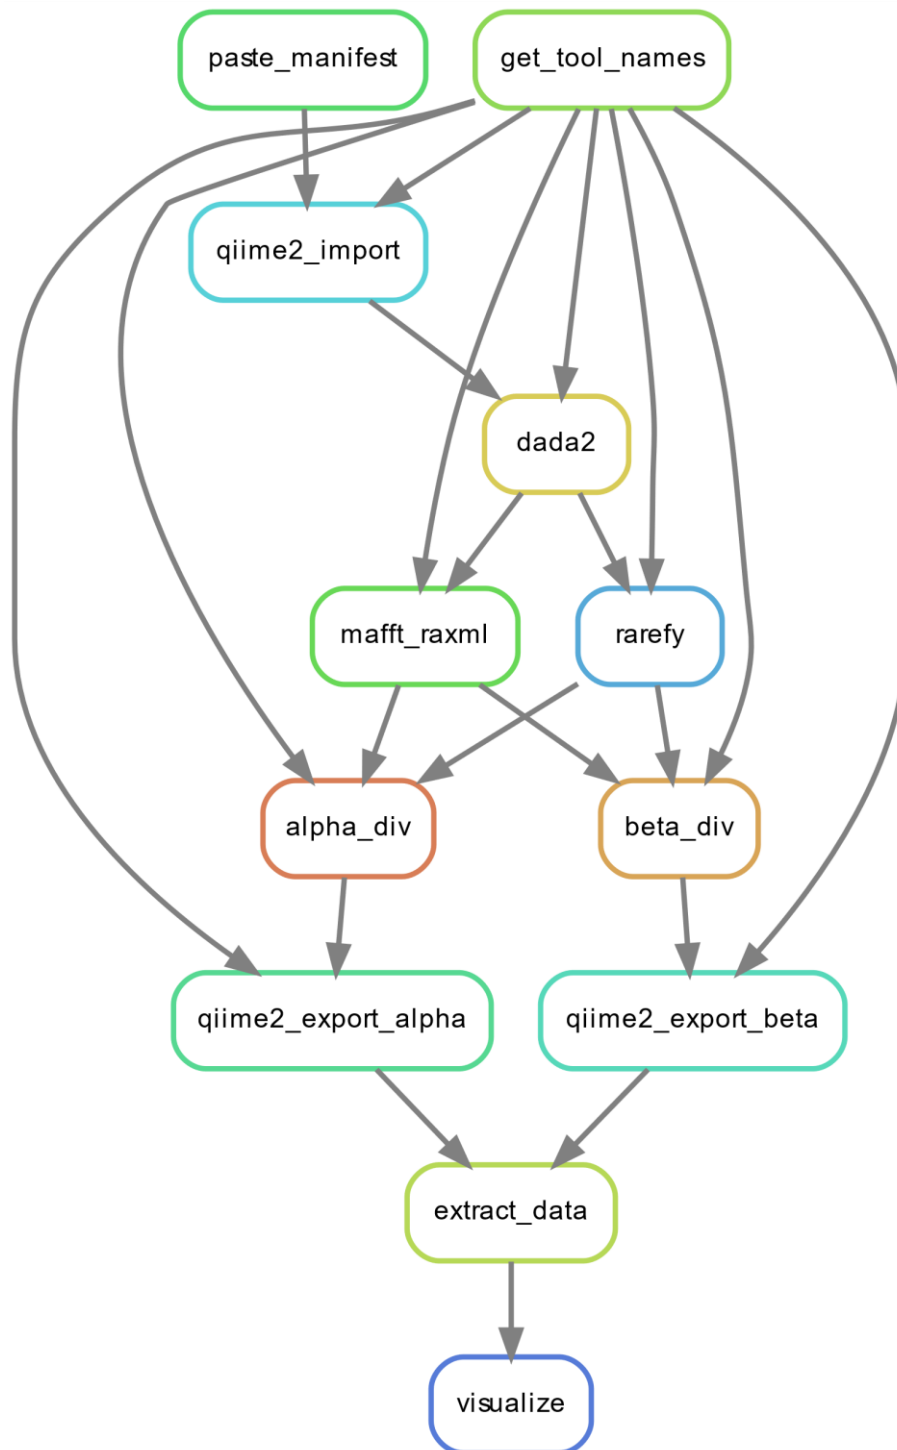 paste_manifest
get_tool_names
qiime2_import
dada2
mafft_raxml
rarefy
alpha_div
beta_div
qiime2_export_alpha
qiime2_export_beta
extract_data
visualize